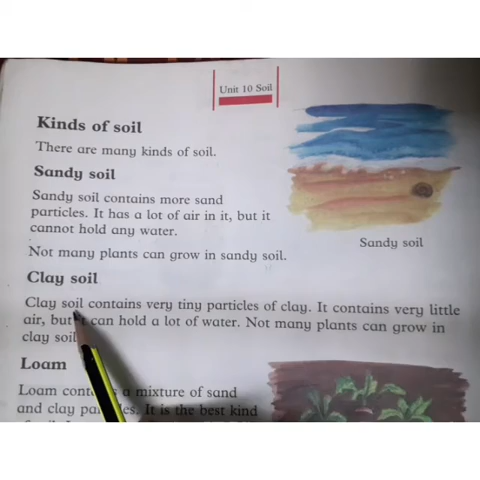 Unit 10 Soil
Kinds of soil
There are many kinds of soil.
Sandy soil
Sandy soil contains more sand
particles. It has a lot of air in it, but it
cannot hold any water.
Not many plants can grow in sandy soil.
Sandy soil
Clay soil
Clay soil contains very tiny particles of clay. It contains very little
air, but it can hold a lot of water. Not many plants can grow in
clay soil
Loam
Loam a mixture of sand
and clay It is the best kind